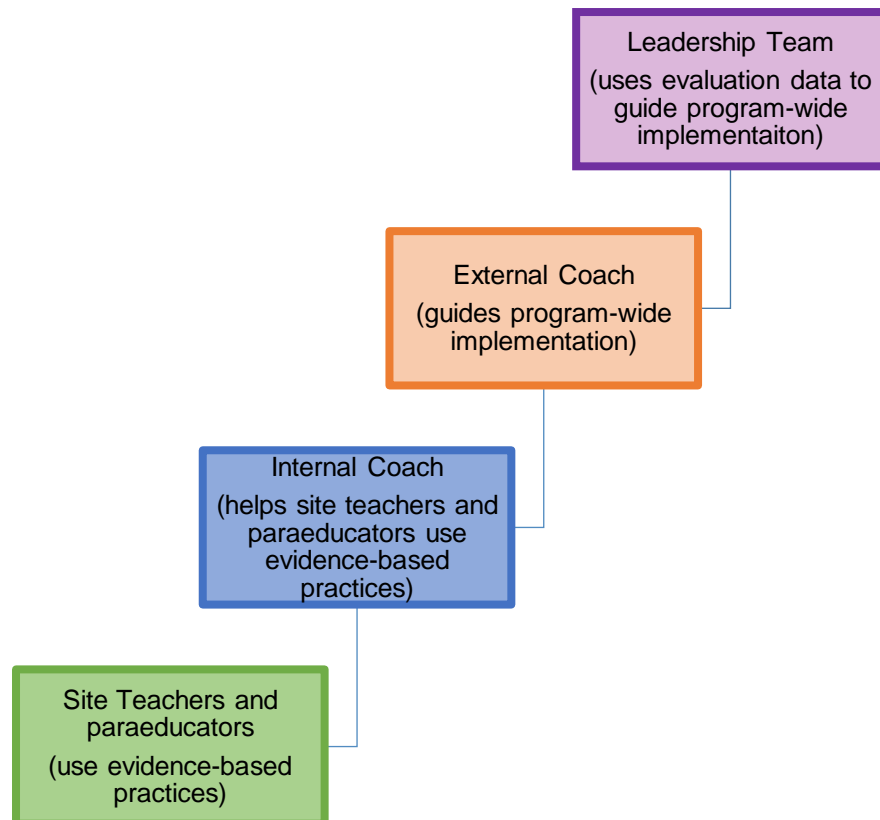 Leadership Team
(uses evaluation data to
guide program-wide
implementaiton)
External Coach
(guides program-wide
implementation)
Internal Coach
(helps site teachers and
paraeducators use
evidence-based
practices)
Site Teachers and
paraeducators
(use evidence-based
practices)